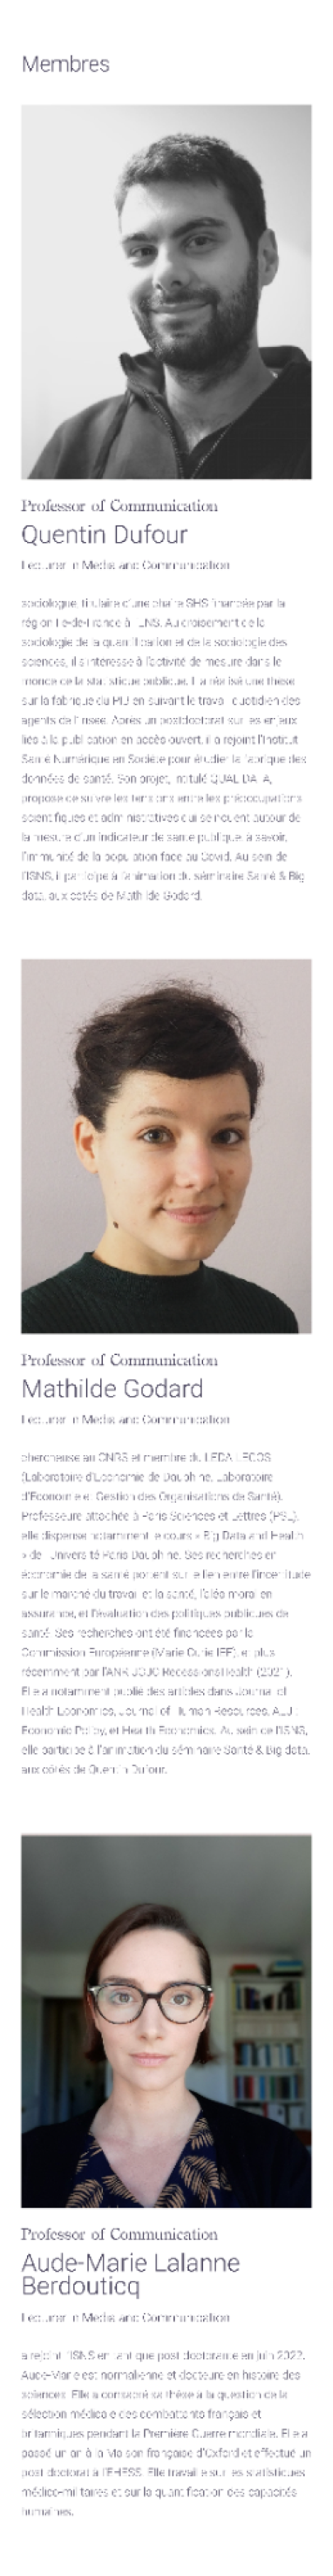 Membres
Professor of Communication
Quentin Dufour
Lecturer in Media and Communication
sociologue, titulaire d'une chaire SHS financée par la
région Île-de-France à l'ENS. Au croisement de la
sociologie de la quantification et de la sociologie des
sciences, il s'intéresse à l'activité de mesure dans le
monde de la statistique publique. Il a réalisé une thèse
sur la fabrique du PIB en suivant le travail quotidien des
agents de l'Insee. Après un postdoctorat sur les enjeux
liés à la publication en accès ouvert, il a rejoint l'Institut
Santé Numérique en Société pour étudier la fabrique des
données de santé. Son projet, intitulé QUALIDATA,
propose de suivre les tensions entre les préoccupations
scientifiques et administratives qui se nouent autour de
la mesure d'un indicateur de santé publique, à savoir,
l'immunité de la population face au Covid. Au sein de
l'ISNS, il participe à l'animation du séminaire Santé & Big
data, aux côtés de Mathilde Godard.
Professor of Communication
Mathilde Godard
Lecturer in Media and Communication
chercheuse au CNRS et membre du LEDA-LEGOS
(Laboratoire d'Economie de Dauphine, Laboratoire
d'Economie et Gestion des Organisations de Santé).
Professeure attachée à Paris Sciences et Lettres (PSL),
elle dispense notamment le cours « Big Data and Health
» de l'Université Paris Dauphine. Ses recherches en
économie de la santé portent sur le lien entre l'incertitude
sur le marché du travail et la santé, l'aléa moral en
assurance, et l'évaluation des politiques publiques de
santé. Ses recherches ont été financées par la
Commission Européenne (Marie Curie IEF), et plus
récemment par l'ANR JCJC RecessionsHealth (2021).
Elle a notamment publié des articles dans Journal of
Health Economics, Journal of Human Resources, AEJ:
Economic Policy, et Health Economics. Au sein de l'ISNS,
elle participe à l'animation du séminaire Santé & Big data,
aux côtés de Quentin Dufour.
Professor of Communication
Aude-Marie Lalanne
Berdouticq
Lecturer in Media and Communication
a rejoint l'ISNS en tant que post-doctorante en juin 2022.
Aude-Marie est normalienne et docteure en histoire des
sciences. Elle a consacré sa thèse à la question de la
sélection médicale des combattants français et
britanniques pendant la Première Guerre mondiale. Elle a
passé un an à la Maison française d'Oxford et effectué un
post-doctorat à l'EHESS. Elle travaille sur les statistiques
médico-militaires et sur la quantification des capacités
humaines.